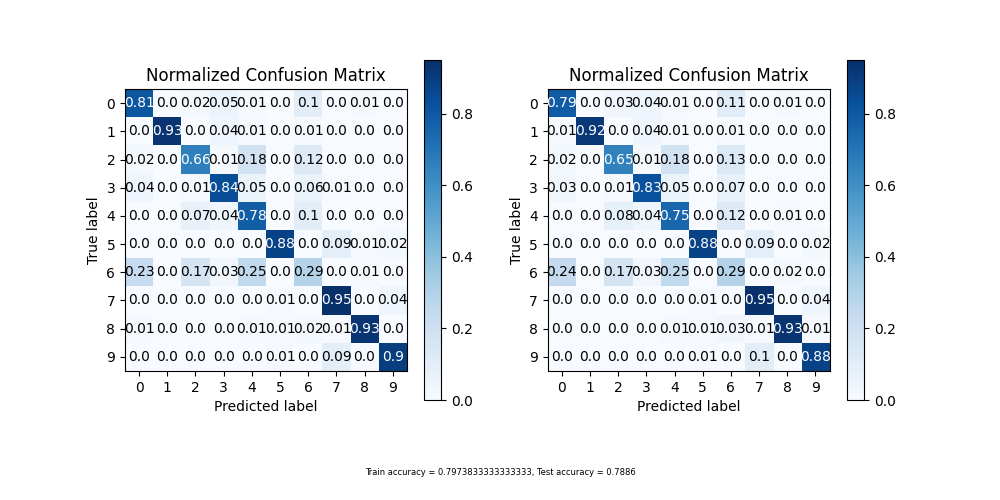 Normalized Confusion Matrix
0 0.81 0.0 0.02 0.05 0.01 0.0 0.1 0.0 0.01 0.0
1 0.0 0.93 0.0 0.04 0.01 0.0 0.01 0.0 0.0 0.0
2 0.02 0.0 0.66 0.01 0.18 0.0 0.12 0.0 0.0 0.0
3 0.04 0.0 0.01 0.84 0.05 0.0 0.06 0.01 0.0 0.0
4 0.0 0.0 0.07 0.04 0.78 0.0 0.1 0.0 0.0 0.0
5 0.0 0.0 0.0 0.0 0.0 0.88 0.0 0.09 0.01 0.02
6 0.23 0.0 0.17 0.03 0.25 0.0 0.29 0.0 0.01 0.0
7 0.0 0.0 0.0 0.0 0.0 0.01 0.0 0.95 0.0 0.04
8 0.01 0.0 0.0 0.0 0.01 0.01 0.02 0.01 0.93 0.0
9 0.0 0.0 0.0 0.0 0.0 0.01 0.0 0.09 0.0 0.9
0 1 2 3 4 5 6 7 8 9
True label
Predicted label
0.8
0.6
0.4
0.2
0.0
Normalized Confusion Matrix
0 0.79 0.0 0.03 0.04 0.01 0.0 0.11 0.0 0.01 0.0
1 0.01 0.92 0.0 0.04 0.01 0.01 0.01 0.0 0.0 0.0
2 0.02 0.0 0.65 0.01 0.18 0.0 0.13 0.0 0.0 0.0
3 0.03 0.0 0.01 0.83 0.05 0.0 0.07 0.0 0.0 0.0
4 0.0 0.0 0.08 0.04 0.75 0.0 0.12 0.0 0.01 0.0
5 0.0 0.0 0.0 0.0 0.0 0.88 0.0 0.09 0.0 0.02
6 0.24 0.0 0.17 0.03 0.25 0.0 0.29 0.0 0.02 0.0
7 0.0 0.0 0.0 0.0 0.0 0.01 0.0 0.95 0.0 0.04
8 0.0 0.0 0.0 0.0 0.01 0.01 0.03 0.01 0.93 0.01
9 0.0 0.0 0.0 0.0 0.0 0.01 0.0 0.1 0.0 0.88
0 1 2 3 4 5 6 7 8 9
True label
Predicted label
0.8
0.6
0.4
0.2
0.0
Train accuracy = 0.7973833333333333, Test accuracy = 0.7886